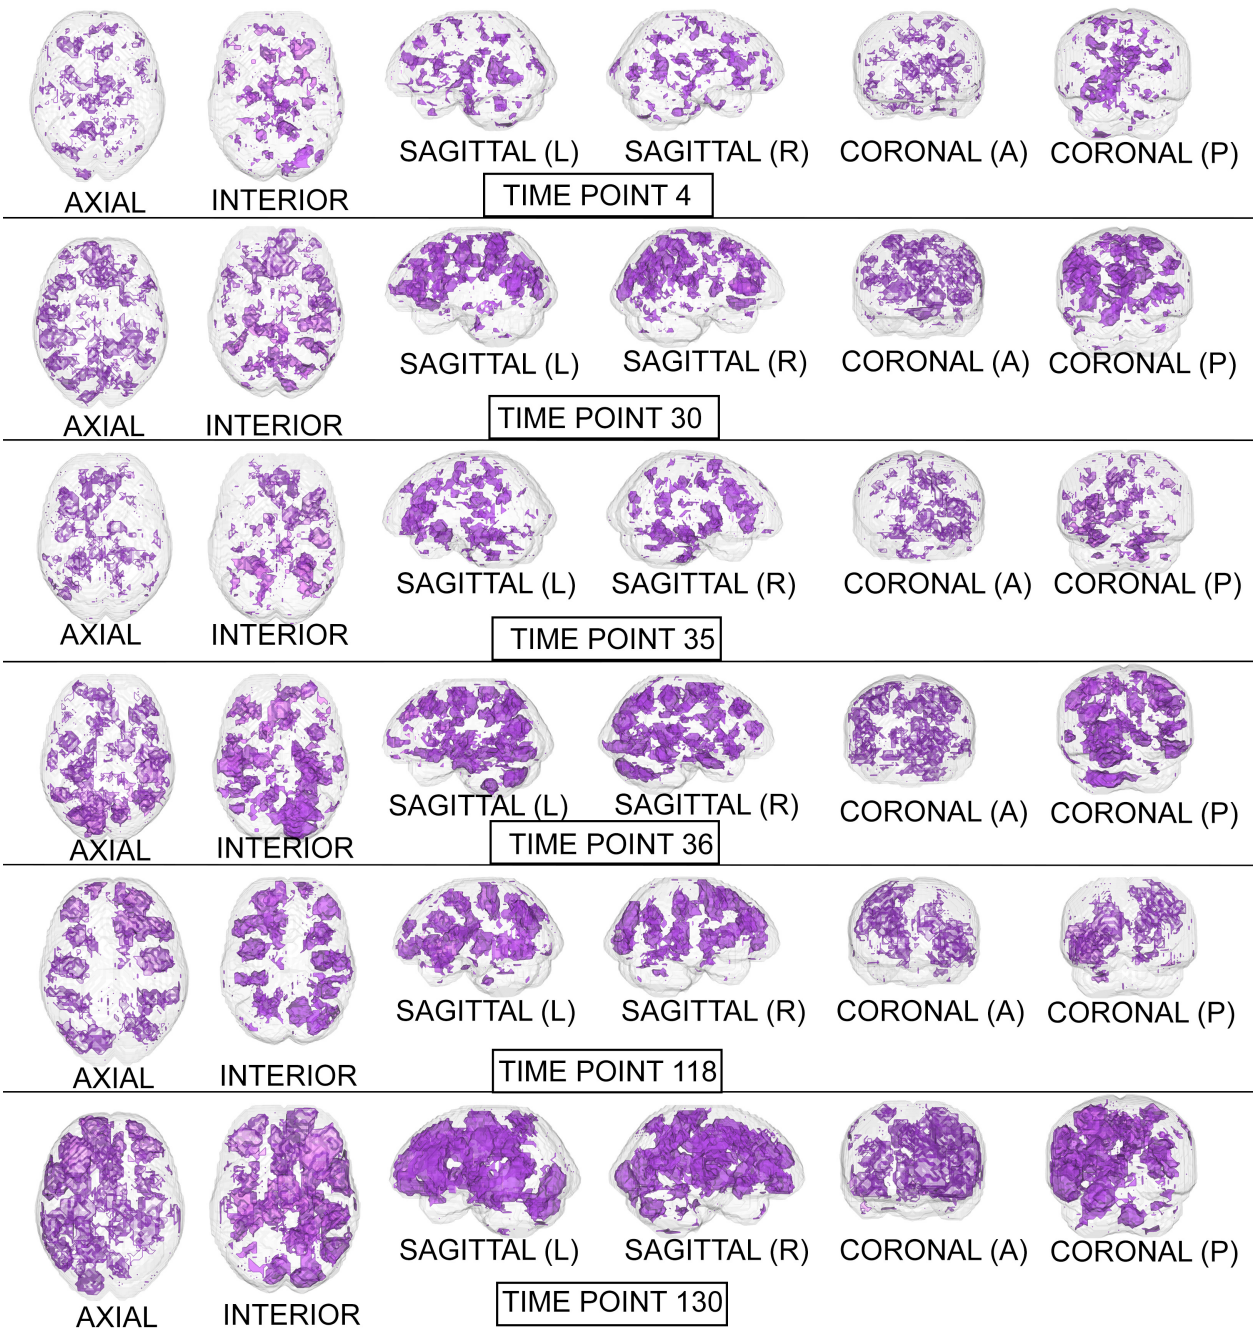 SAGITTAL (L) SAGITTAL (R) CORONAL (A) CORONAL (P)
AXIAL INTERIOR
TIME POINT 4
SAGITTAL (L) SAGITTAL (R) CORONAL (A) CORONAL (P)
AXIAL INTERIOR
TIME POINT 30
SAGITTAL (L) SAGITTAL (R) CORONAL (A) CORONAL (P)
AXIAL INTERIOR
TIME POINT 35
SAGITTAL (L) SAGITTAL (R) CORONAL (A) CORONAL (P)
AXIAL INTERIOR
TIME POINT 36
SAGITTAL (L) SAGITTAL (R) CORONAL (A) CORONAL (P)
AXIAL INTERIOR
TIME POINT 118
SAGITTAL (L) SAGITTAL (R) CORONAL (A) CORONAL (P)
AXIAL INTERIOR
TIME POINT 130